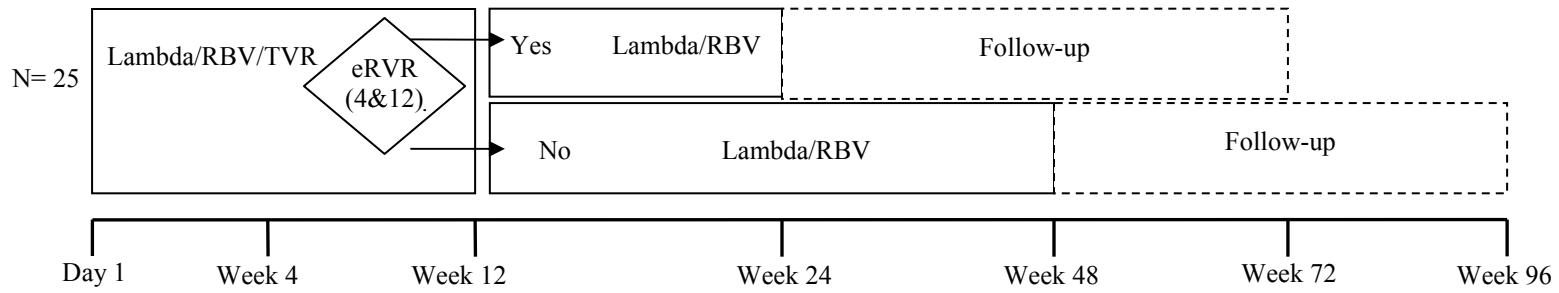 N= 25
Lambda/RBV/TVR
eRVR
(4&12).
Yes Lambda/RBV
Follow-up
No Lambda/RBV
Follow-up
Day 1 Week 4 Week 12 Week 24 Week 48 Week 72 Week 96